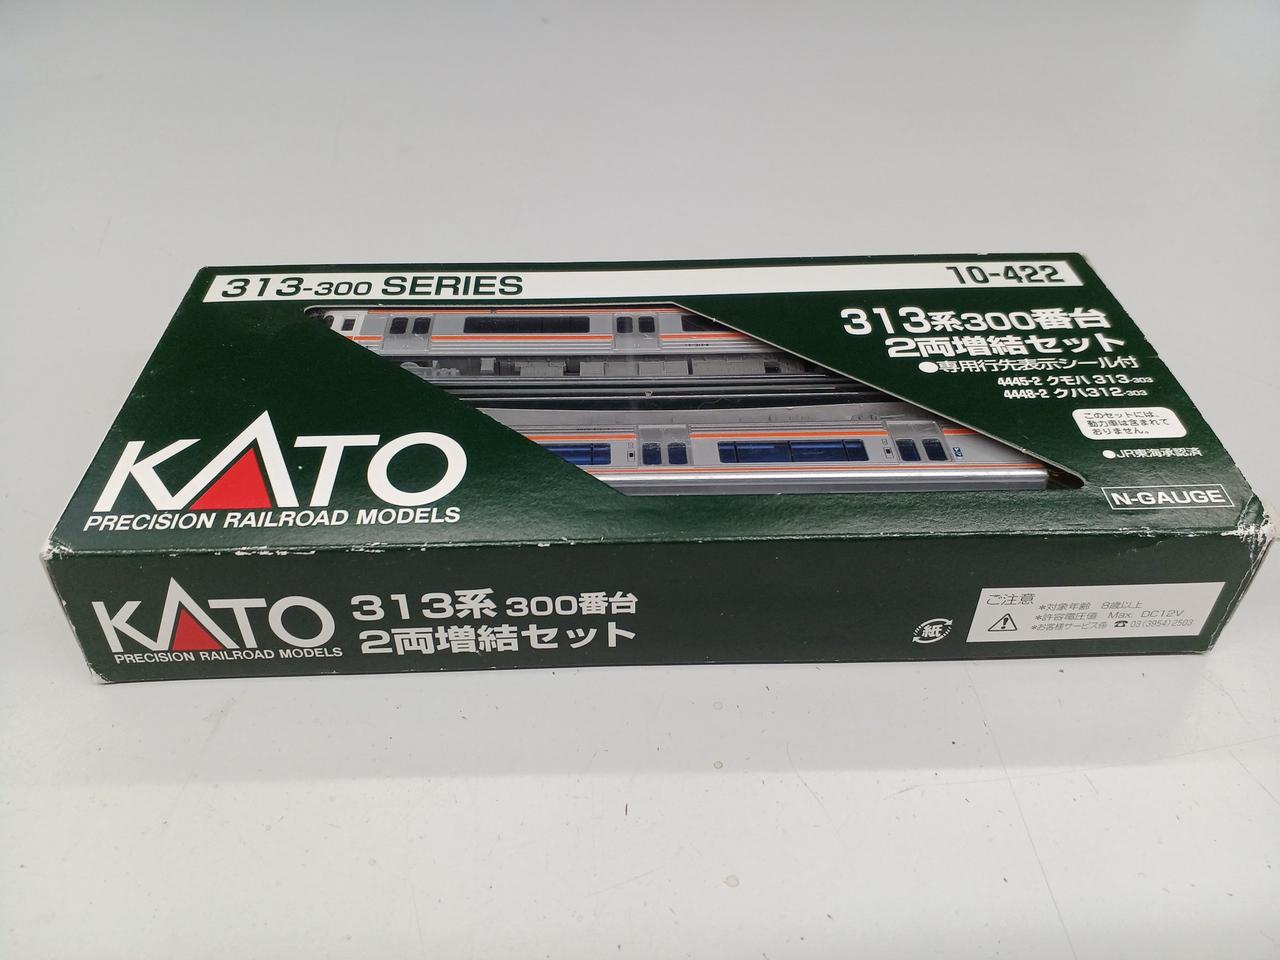 313-300 SERIES
10-422
313系300番台
2両増結セット
●専用行先表示シール付
4445-2 クモハ313-303
4448-2 クハ312-303
このセットには、
動力車は含まれて
おりません。
●JR東海承認済
N-GAUGE
KATO
PRECISION RAILROAD MODELS
KATO
PRECISION RAILROAD MODELS
313系 300番台
2両増結セット
紙
ご注意
*対象年齢 8歳以上
*許容電圧値 Max. DC12V
*お客様サービス係 ☎ 03(3954)2503